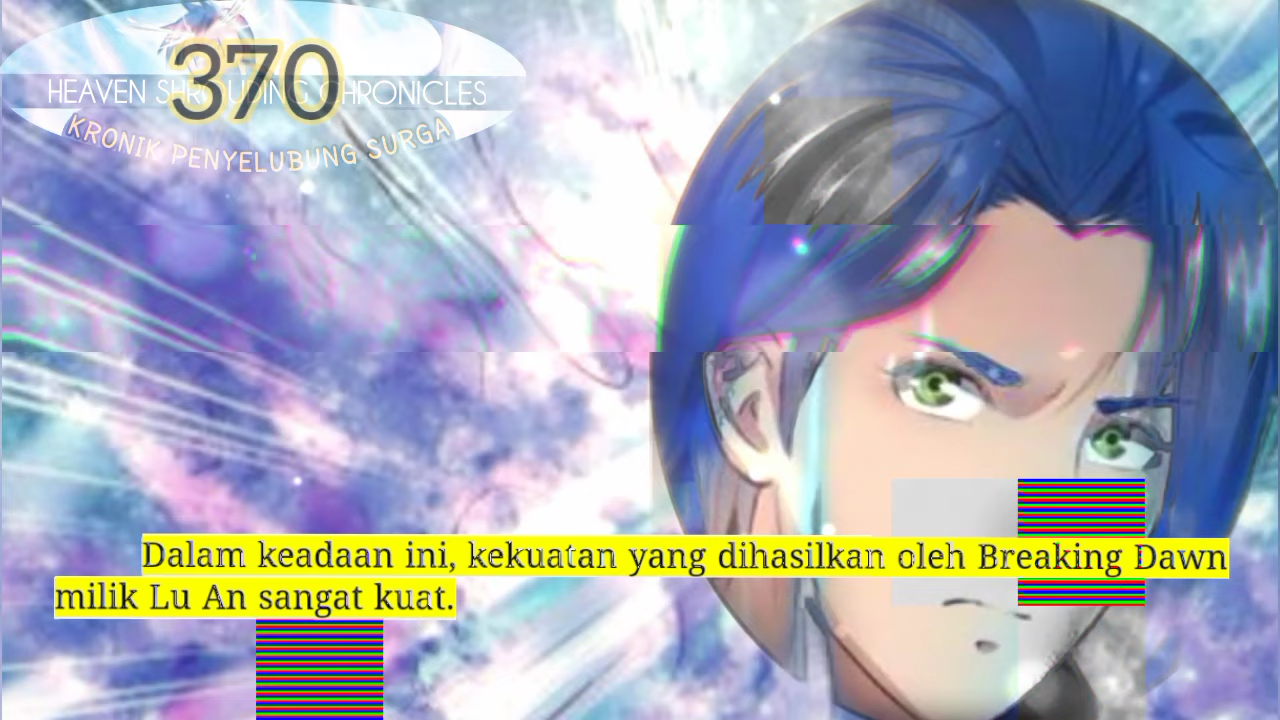 370
HEAVEN SHROUDING CHRONICLES
KRONIK PENYELUBUNG SURGA
Dalam keadaan ini, kekuatan yang dihasilkan oleh Breaking Dawn
milik Lu An sangat kuat.